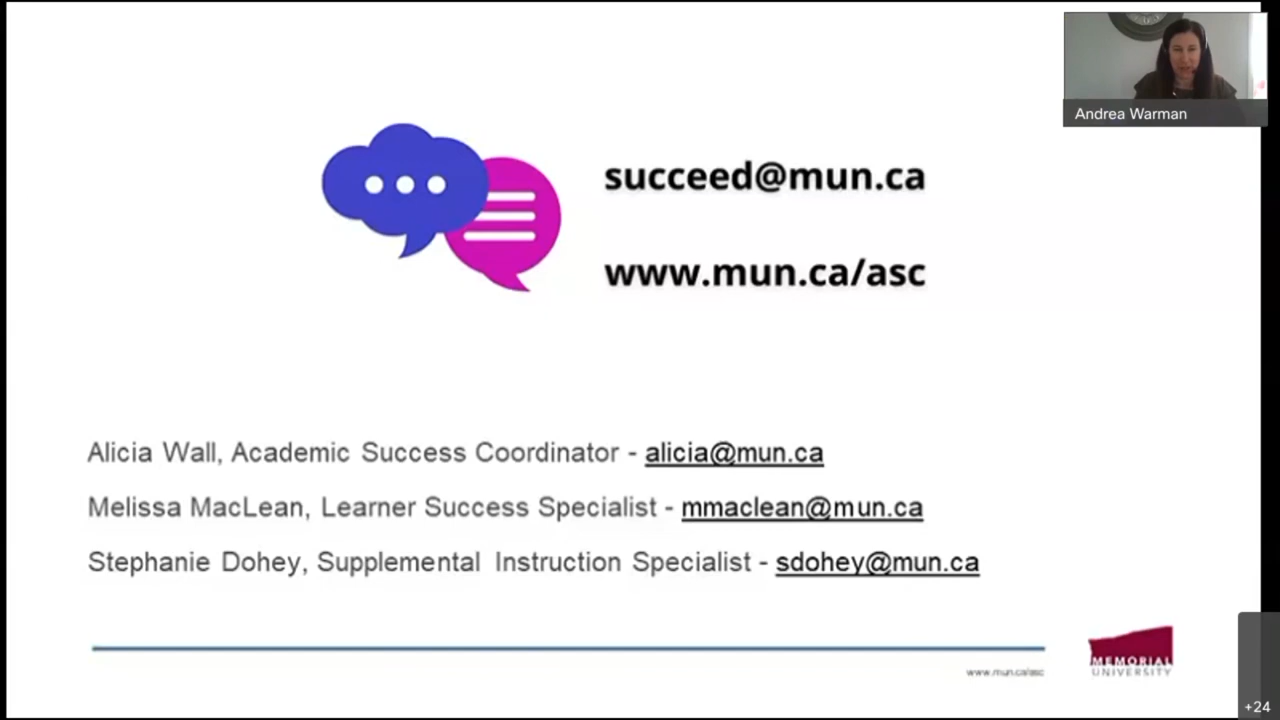 Andrea Warman
succeed@mun.ca
www.mun.ca/asc
Alicia Wall, Academic Success Coordinator - alicia@mun.ca
Melissa MacLean, Learner Success Specialist - mmaclean@mun.ca
Stephanie Dohey, Supplemental Instruction Specialist - sdohey@mun.ca
www.mun.ca/asc
MEMORIAL
UNIVERSITY
+24